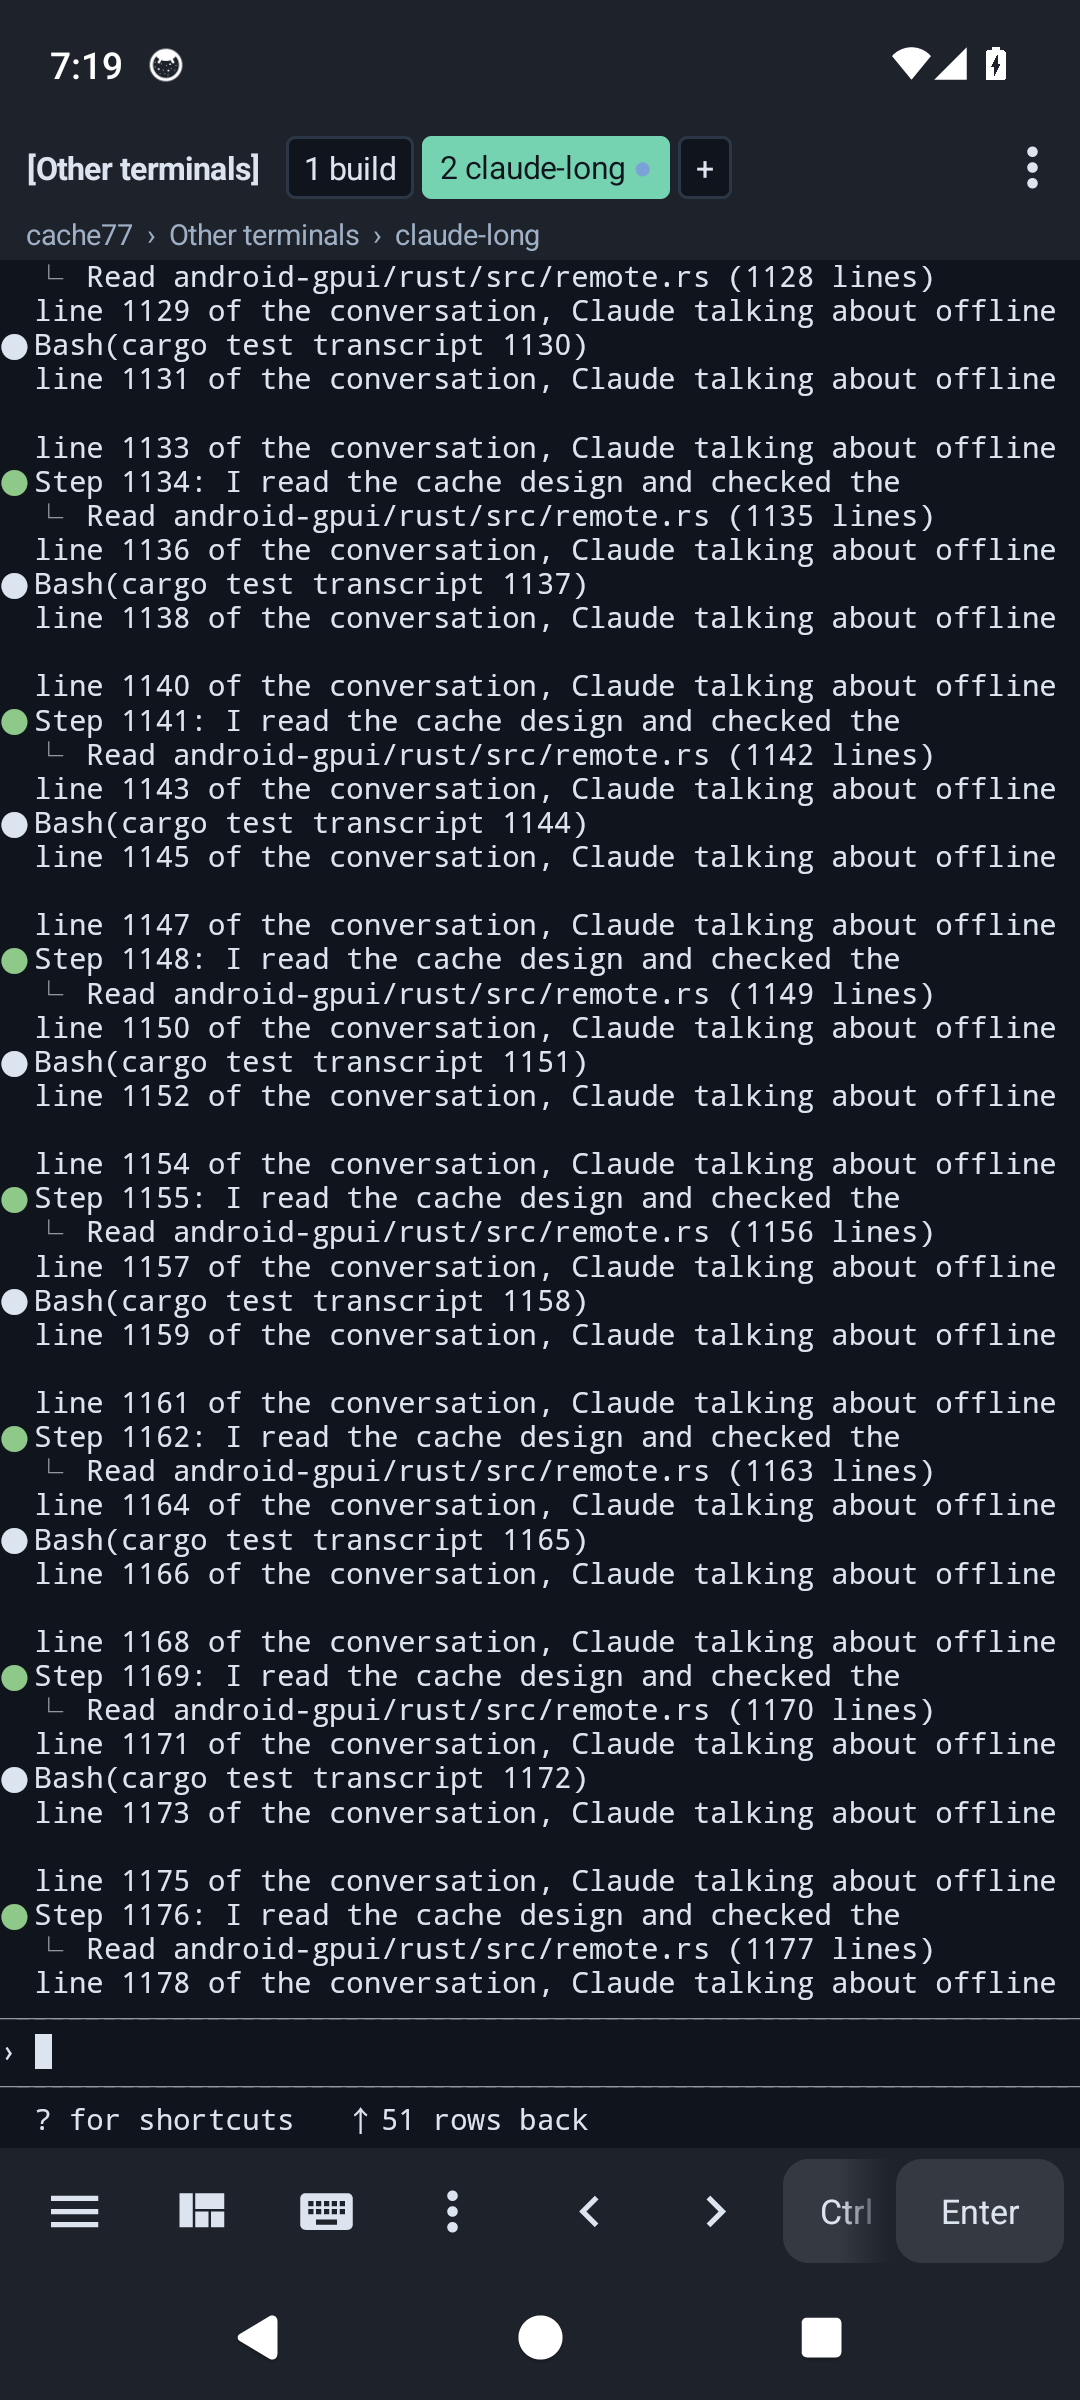 7:19
[Other terminals] 1 build 2 claude-long +
cache77 › Other terminals › claude-long
└ Read android-gpui/rust/src/remote.rs (1128 lines)
line 1129 of the conversation, Claude talking about offline
Bash(cargo test transcript 1130)
line 1131 of the conversation, Claude talking about offline
line 1133 of the conversation, Claude talking about offline
Step 1134: I read the cache design and checked the
└ Read android-gpui/rust/src/remote.rs (1135 lines)
line 1136 of the conversation, Claude talking about offline
Bash(cargo test transcript 1137)
line 1138 of the conversation, Claude talking about offline
line 1140 of the conversation, Claude talking about offline
Step 1141: I read the cache design and checked the
└ Read android-gpui/rust/src/remote.rs (1142 lines)
line 1143 of the conversation, Claude talking about offline
Bash(cargo test transcript 1144)
line 1145 of the conversation, Claude talking about offline
line 1147 of the conversation, Claude talking about offline
Step 1148: I read the cache design and checked the
└ Read android-gpui/rust/src/remote.rs (1149 lines)
line 1150 of the conversation, Claude talking about offline
Bash(cargo test transcript 1151)
line 1152 of the conversation, Claude talking about offline
line 1154 of the conversation, Claude talking about offline
Step 1155: I read the cache design and checked the
└ Read android-gpui/rust/src/remote.rs (1156 lines)
line 1157 of the conversation, Claude talking about offline
Bash(cargo test transcript 1158)
line 1159 of the conversation, Claude talking about offline
line 1161 of the conversation, Claude talking about offline
Step 1162: I read the cache design and checked the
└ Read android-gpui/rust/src/remote.rs (1163 lines)
line 1164 of the conversation, Claude talking about offline
Bash(cargo test transcript 1165)
line 1166 of the conversation, Claude talking about offline
line 1168 of the conversation, Claude talking about offline
Step 1169: I read the cache design and checked the
└ Read android-gpui/rust/src/remote.rs (1170 lines)
line 1171 of the conversation, Claude talking about offline
Bash(cargo test transcript 1172)
line 1173 of the conversation, Claude talking about offline
line 1175 of the conversation, Claude talking about offline
Step 1176: I read the cache design and checked the
└ Read android-gpui/rust/src/remote.rs (1177 lines)
line 1178 of the conversation, Claude talking about offline
›
? for shortcuts ↑ 51 rows back
Ctrl Enter